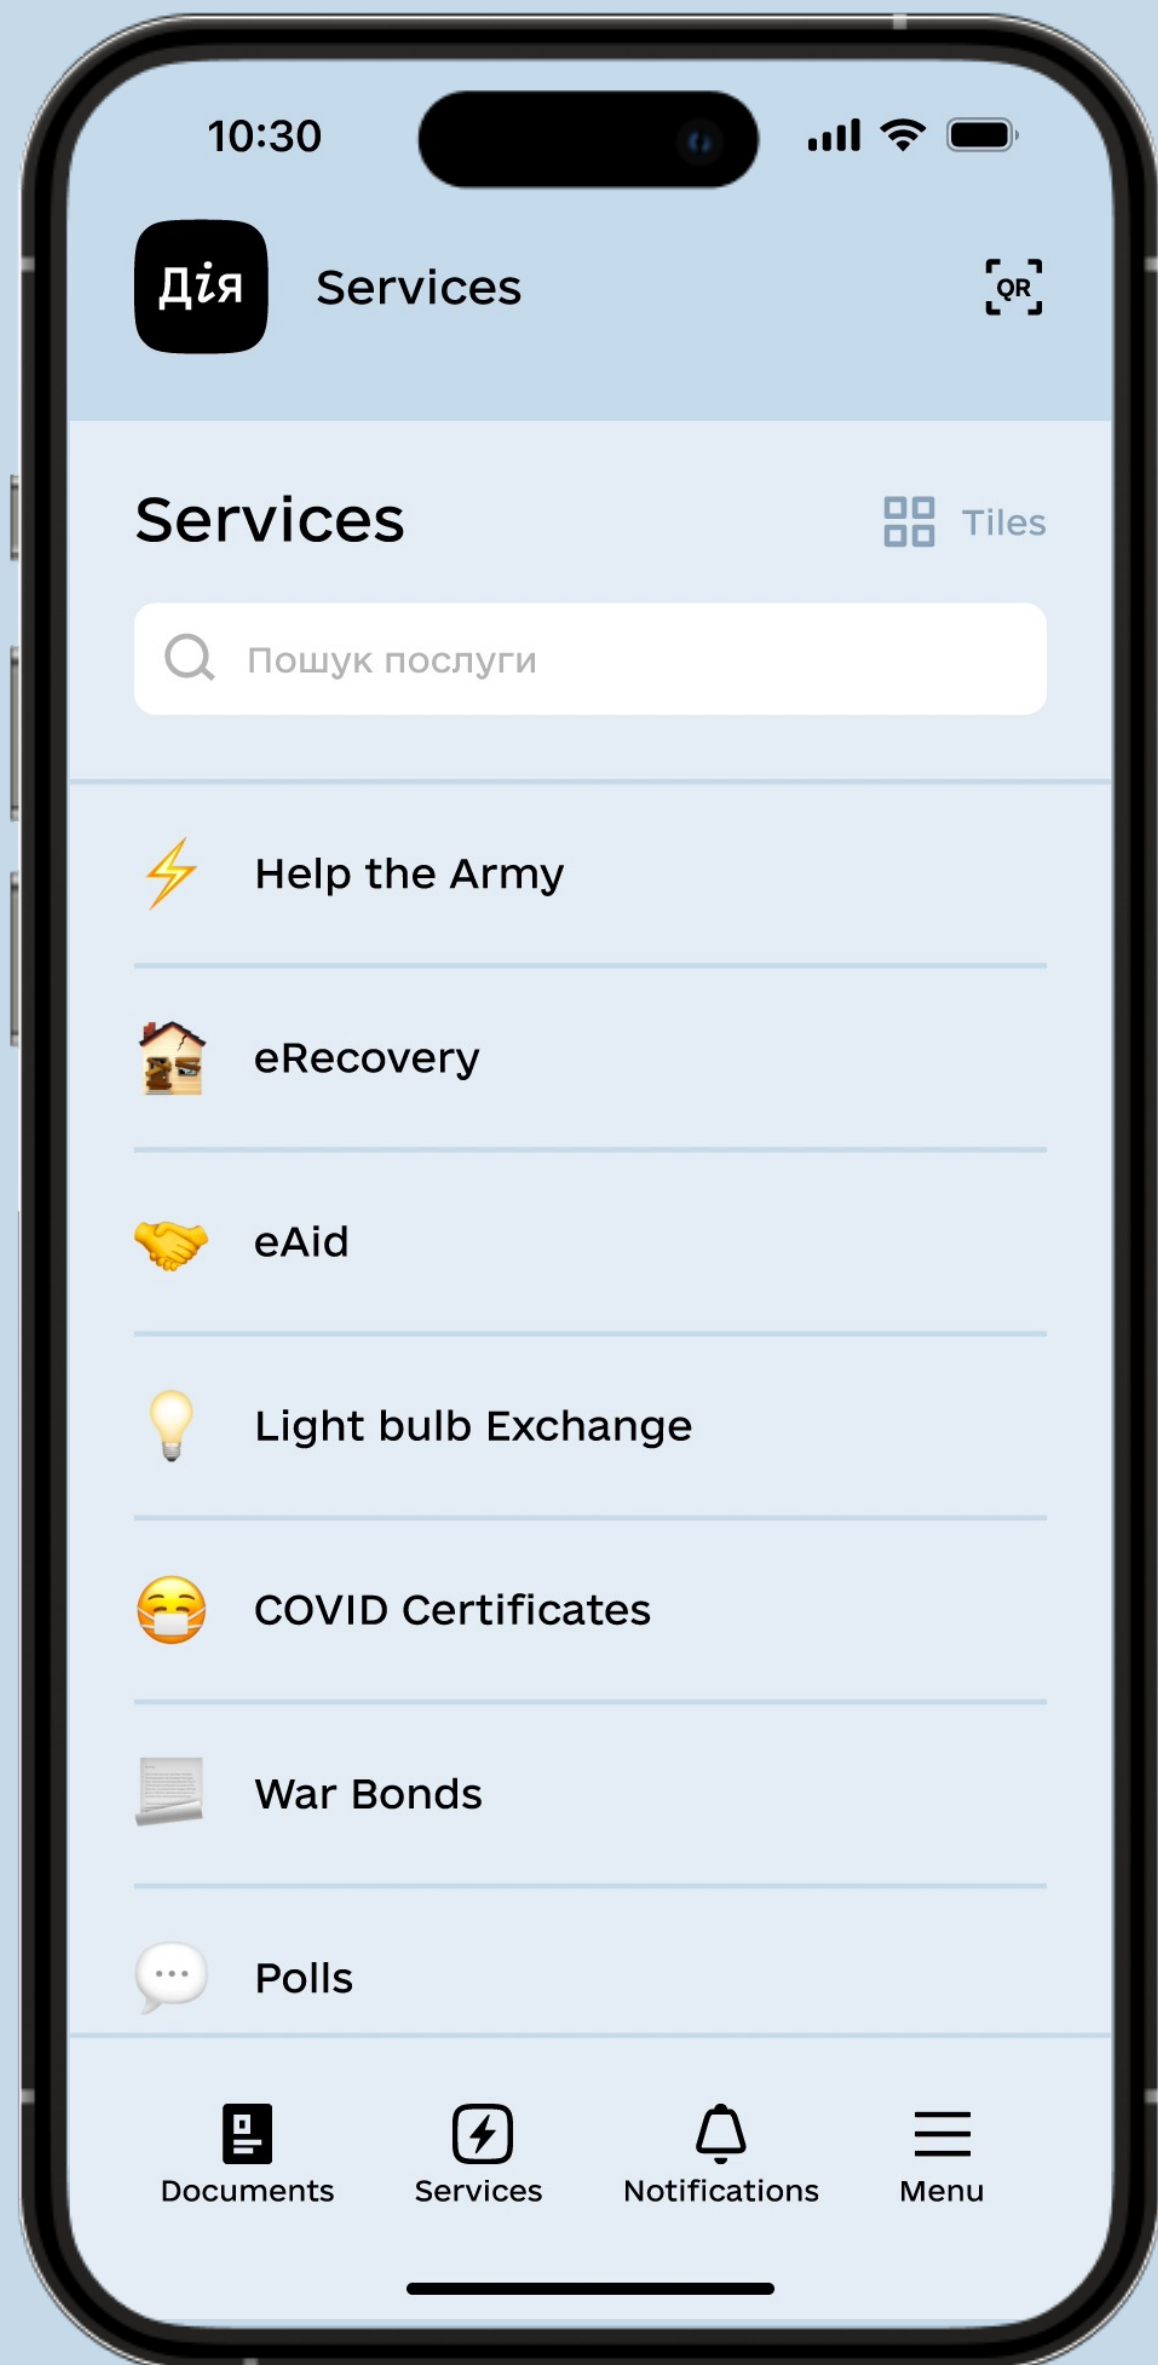 10:30
Дія Services
QR
Services
Tiles
Пошук послуги
Help the Army
eRecovery
eAid
Light bulb Exchange
COVID Certificates
War Bonds
Polls
Documents Services Notifications Menu